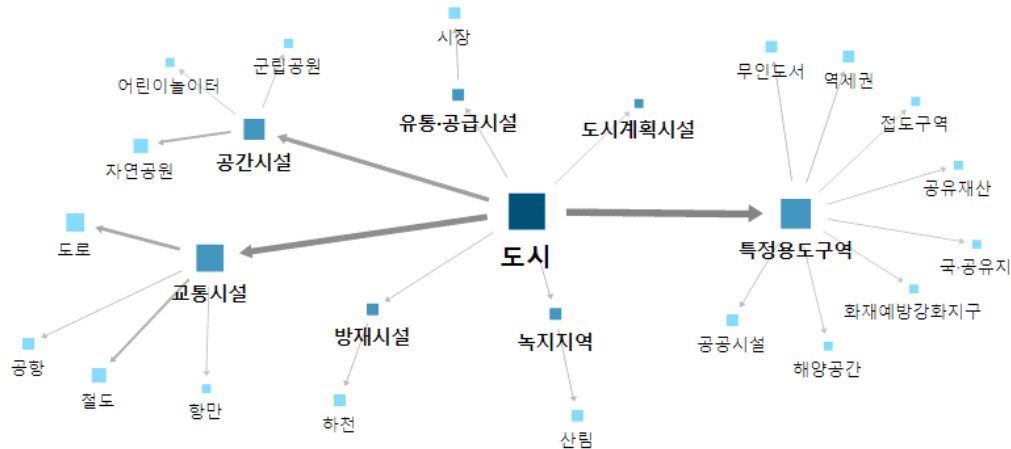 시장
군립공원
무인도서
역세권
어린이놀이터
유통·공급시설
도시계획시설
접도구역
자연공원
공간시설
공유재산
도로
도시
특정용도구역
국·공유지
교통시설
화재예방강화지구
방재시설
녹지지역
공공시설
공항
해양공간
철도
항만
하천
산림